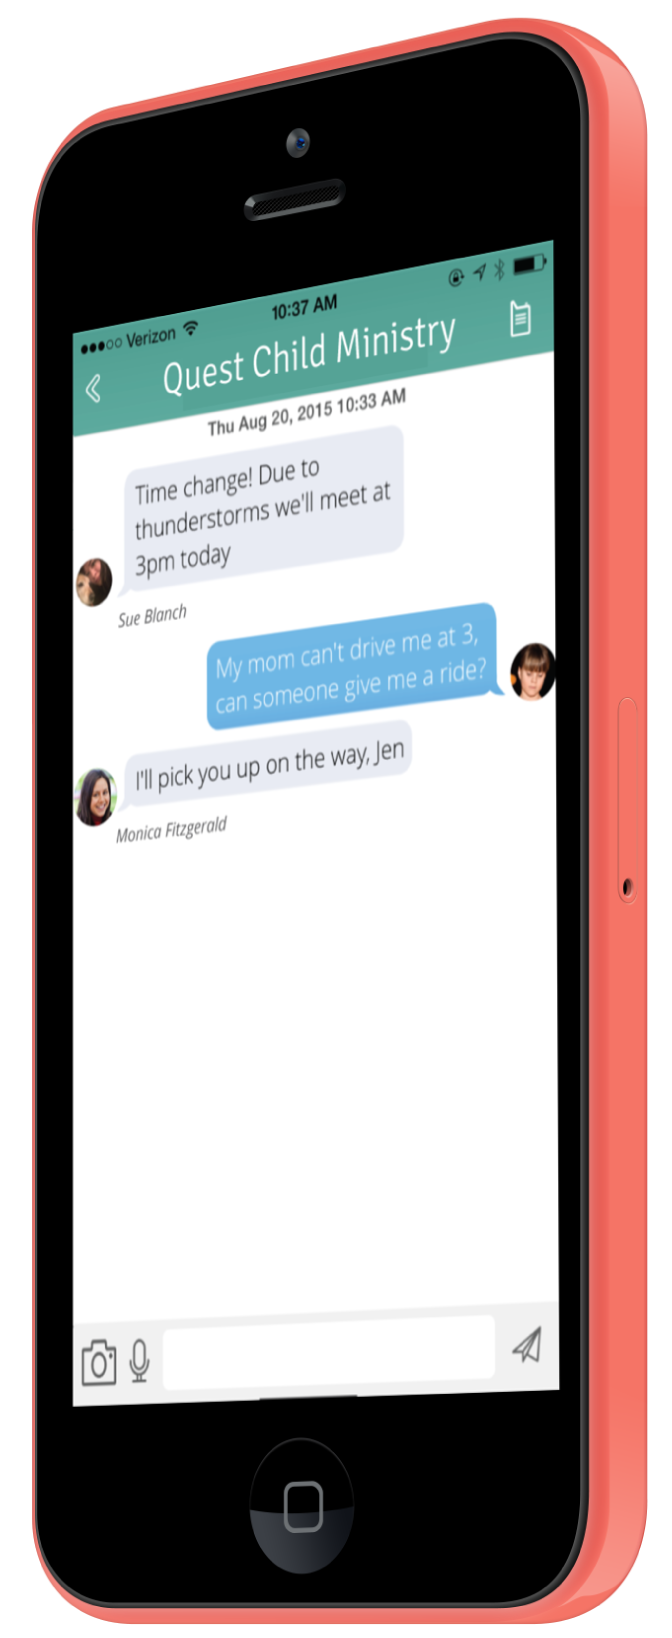 Verizon 10:37 AM
Quest Child Ministry
Thu Aug 20, 2015 10:33 AM
Time change! Due to
thunderstorms we'll meet at
3pm today
Sue Blanch
My mom can't drive me at 3,
can someone give me a ride?
I'll pick you up on the way, Jen
Monica Fitzgerald